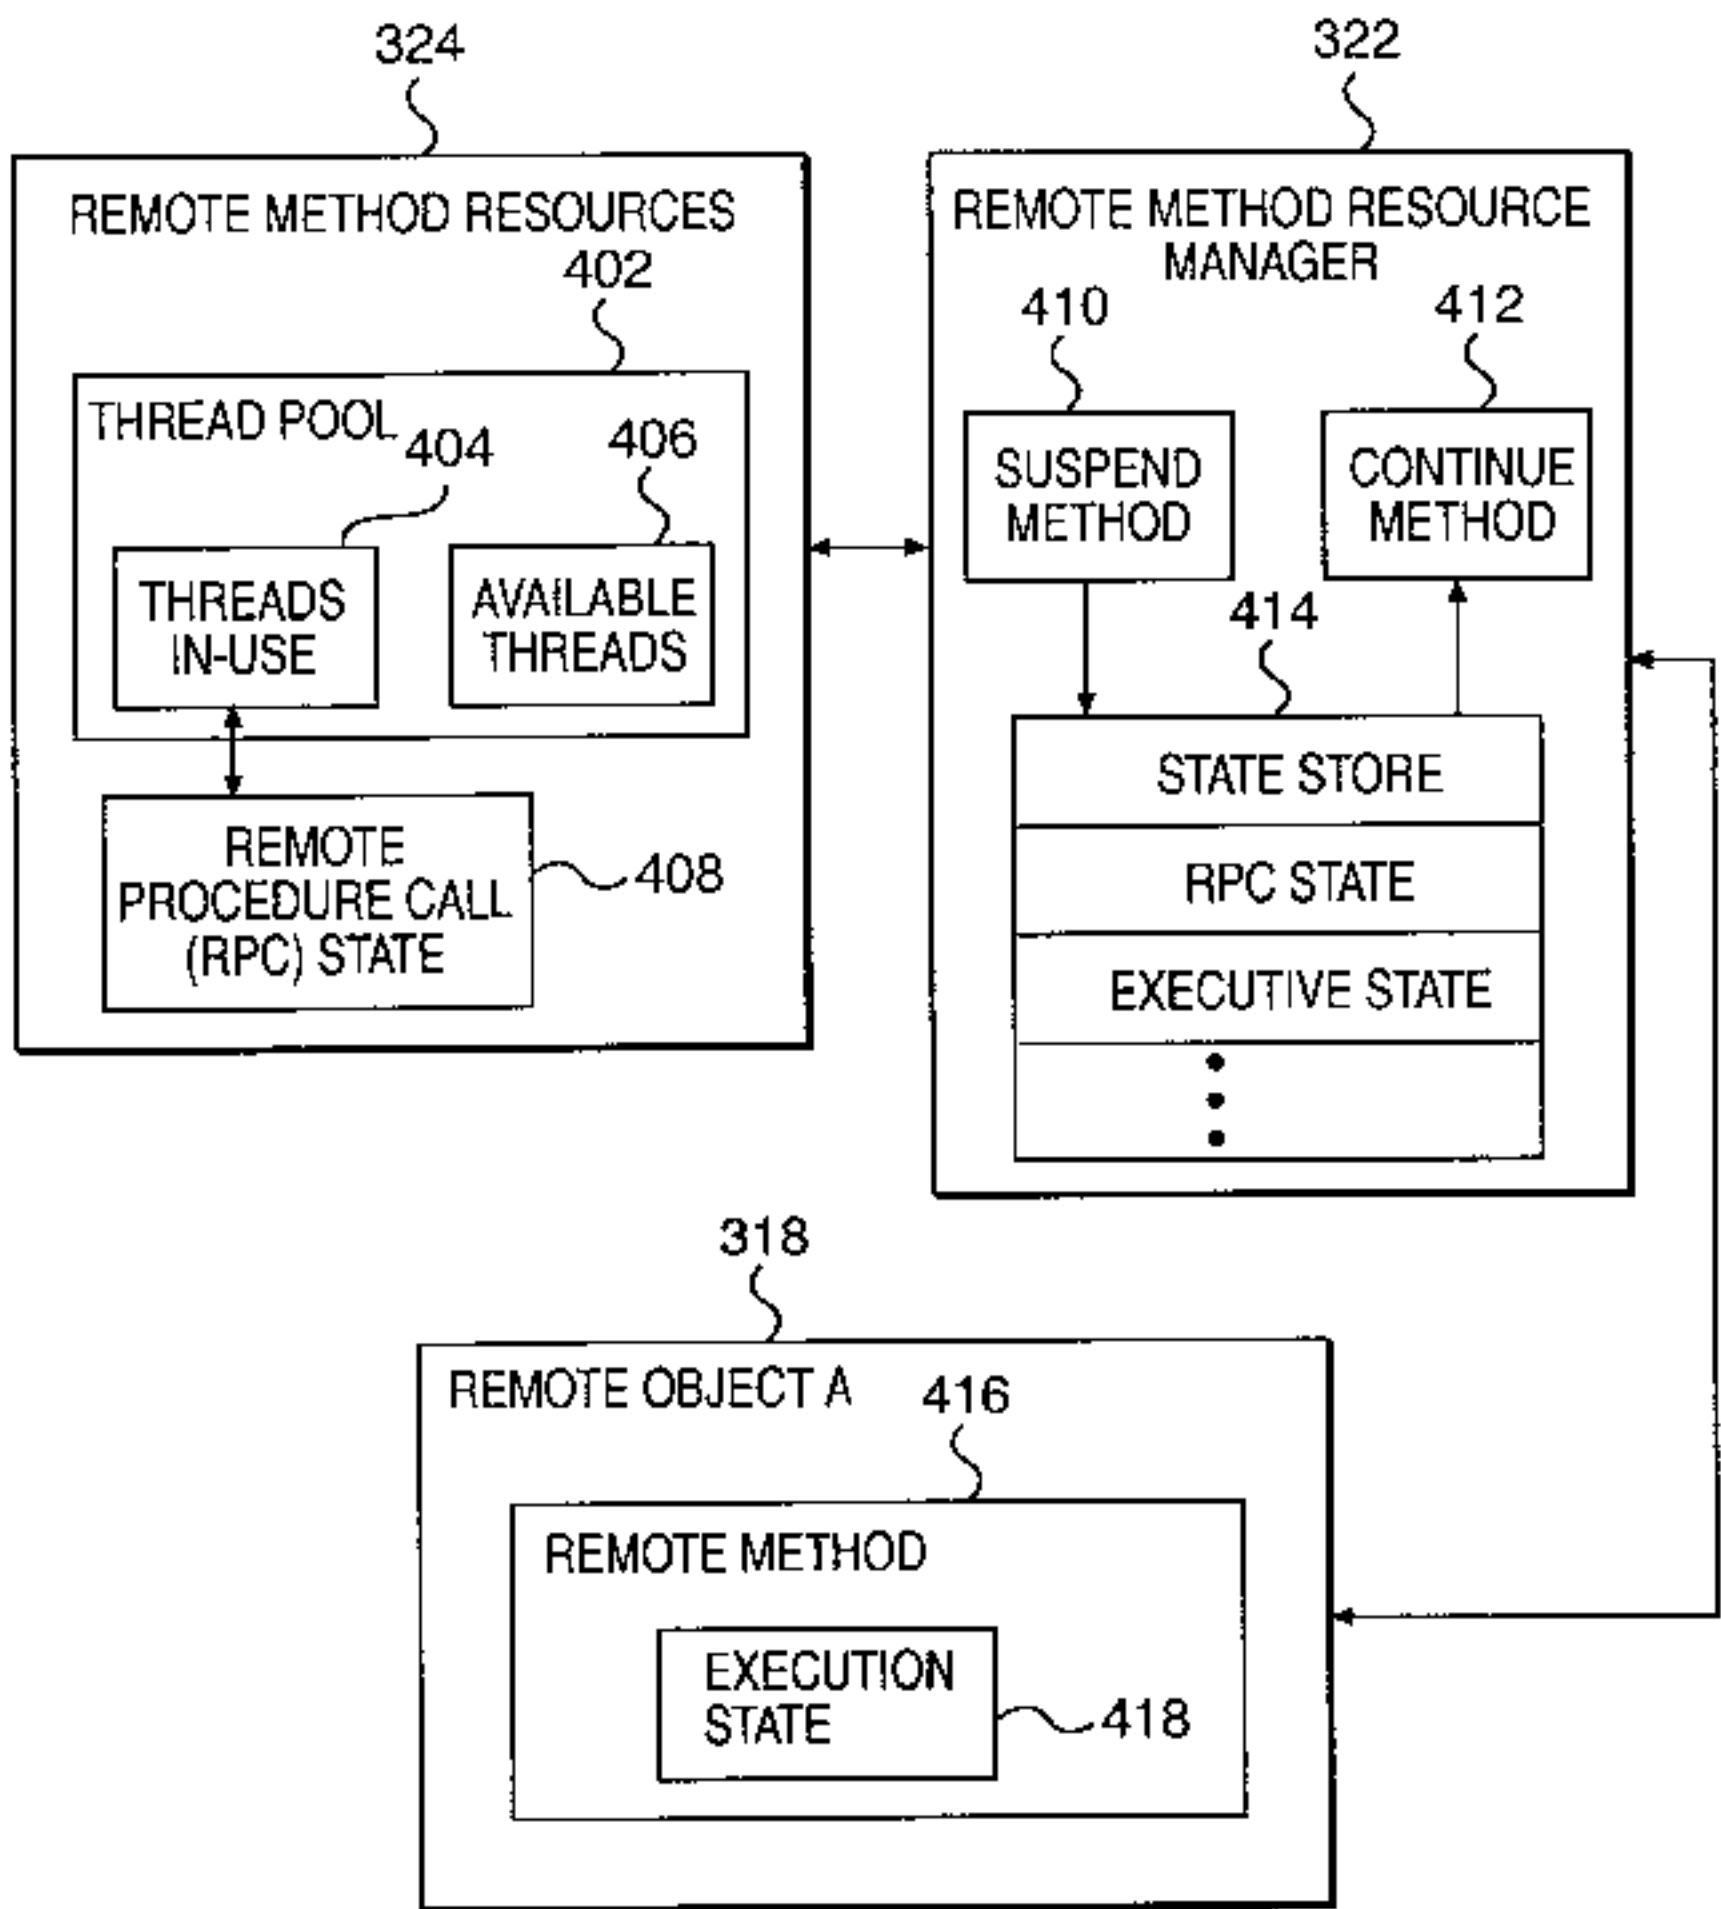 324
322
REMOTE METHOD RESOURCES
402
THREAD POOL
404
406
THREADS
IN-USE
AVAILABLE
THREADS
REMOTE
PROCEDURE CALL
(RPC) STATE
408
REMOTE METHOD RESOURCE
MANAGER
410
412
SUSPEND
METHOD
CONTINUE
METHOD
414
STATE STORE
RPC STATE
EXECUTIVE STATE
318
REMOTE OBJECT A
416
REMOTE METHOD
EXECUTION
STATE
418